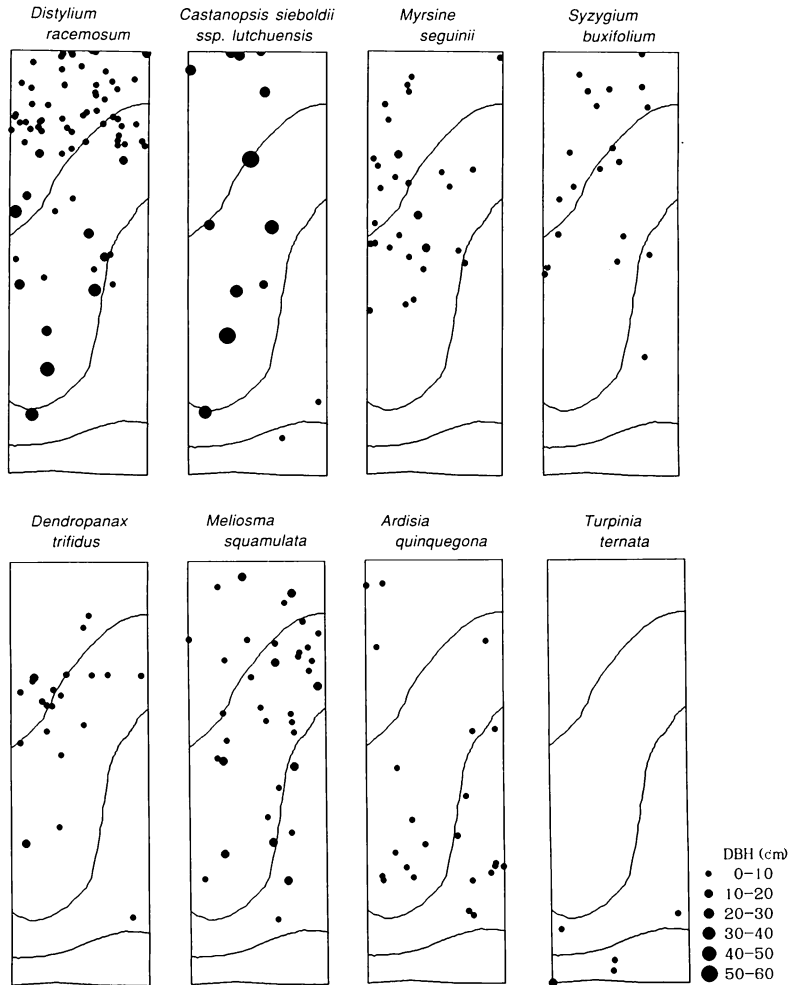 Distylium
racemosum
Castanopsis sieboldii
ssp. lutchuensis
Myrsine
seguinii
Syzygium
buxifolium
Dendropanax
trifidus
Meliosma
squamulata
Ardisia
quinquegona
Turpinia
ternata
DBH (cm)
0-10
10-20
20-30
30-40
40-50
50-60